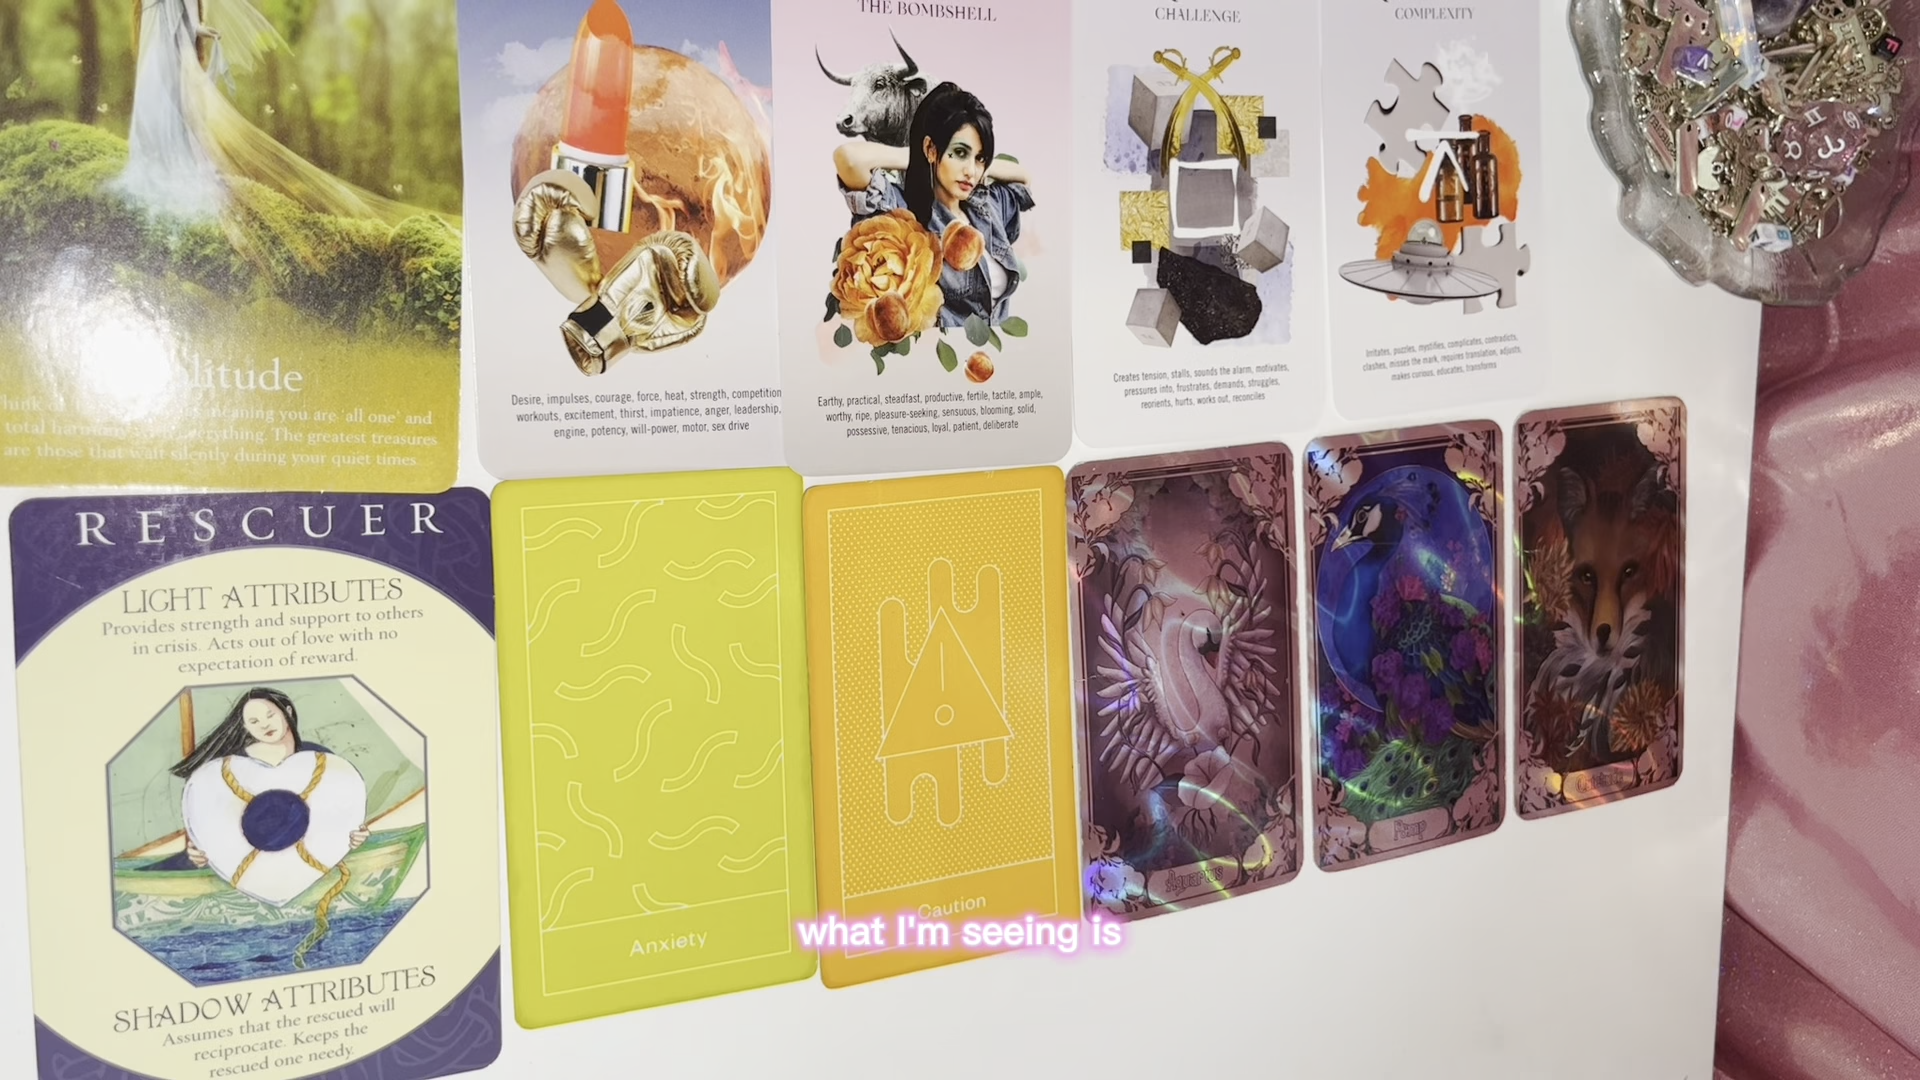 THE BOMBSHELL
CHALLENGE
COMPLEXITY
litude
meaning you are 'all one' and
total harmony with everything. The greatest treasures
are those that wait silently during your quiet times
Desire, impulses, courage, force, heat, strength, competition
workouts, excitement, thirst, impatience, anger, leadership,
engine, potency, will-power, motor, sex drive
Earthy, practical, steadfast, productive, fertile, tactile, ample,
worthy, ripe, pleasure-seeking, sensuous, blooming, solid,
possessive, tenacious, loyal, patient, deliberate
Creates tension, stalls, sounds the alarm, motivates,
pressures into, frustrates, demands, struggles,
reorients, hurts, works out, reconciles
Irritates, puzzles, mystifies, complicates, contradicts,
clashes, misses the mark, requires translation, adjusts,
makes curious, educates, transforms
RESCUER
LIGHT ATTRIBUTES
Provides strength and support to others
in crisis. Acts out of love with no
expectation of reward.
SHADOW ATTRIBUTES
Assumes that the rescued will
reciprocate. Keeps the
rescued one needy.
Anxiety
Caution
Aquarius
Pimp
what I'm seeing is